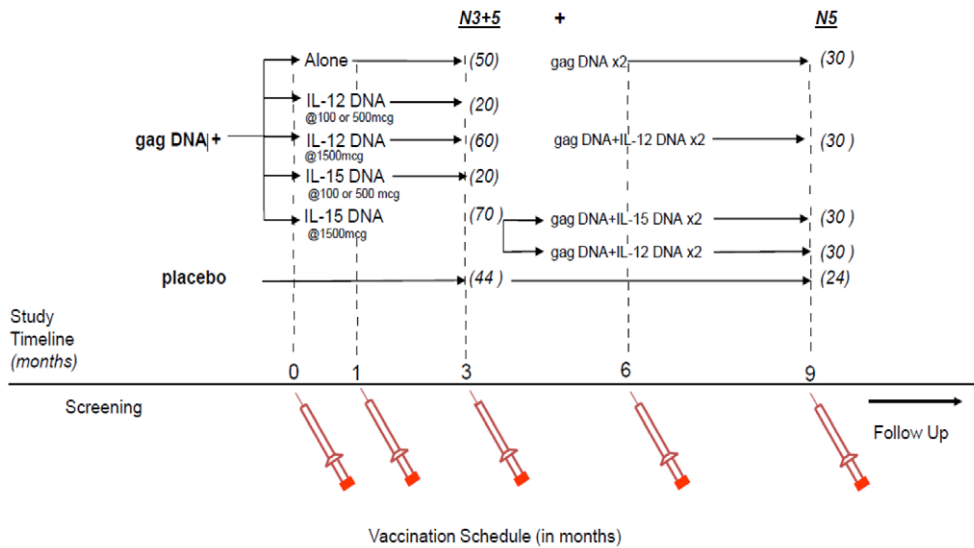 N3+5 + N5
Alone (50) gag DNA x2 (30 )
IL-12 DNA (20)
@100 or 500mcg
gag DNA + IL-12 DNA (60) gag DNA+IL-12 DNA x2 (30 )
@1500mcg
IL-15 DNA (20)
@100 or 500 mcg
IL-15 DNA (70) gag DNA+IL-15 DNA x2 (30 )
@1500mcg
gag DNA+IL-12 DNA x2 (30 )
placebo (44) (24)
Study
Timeline
(months)
0 1 3 6 9
Screening
Follow Up
Vaccination Schedule (in months)